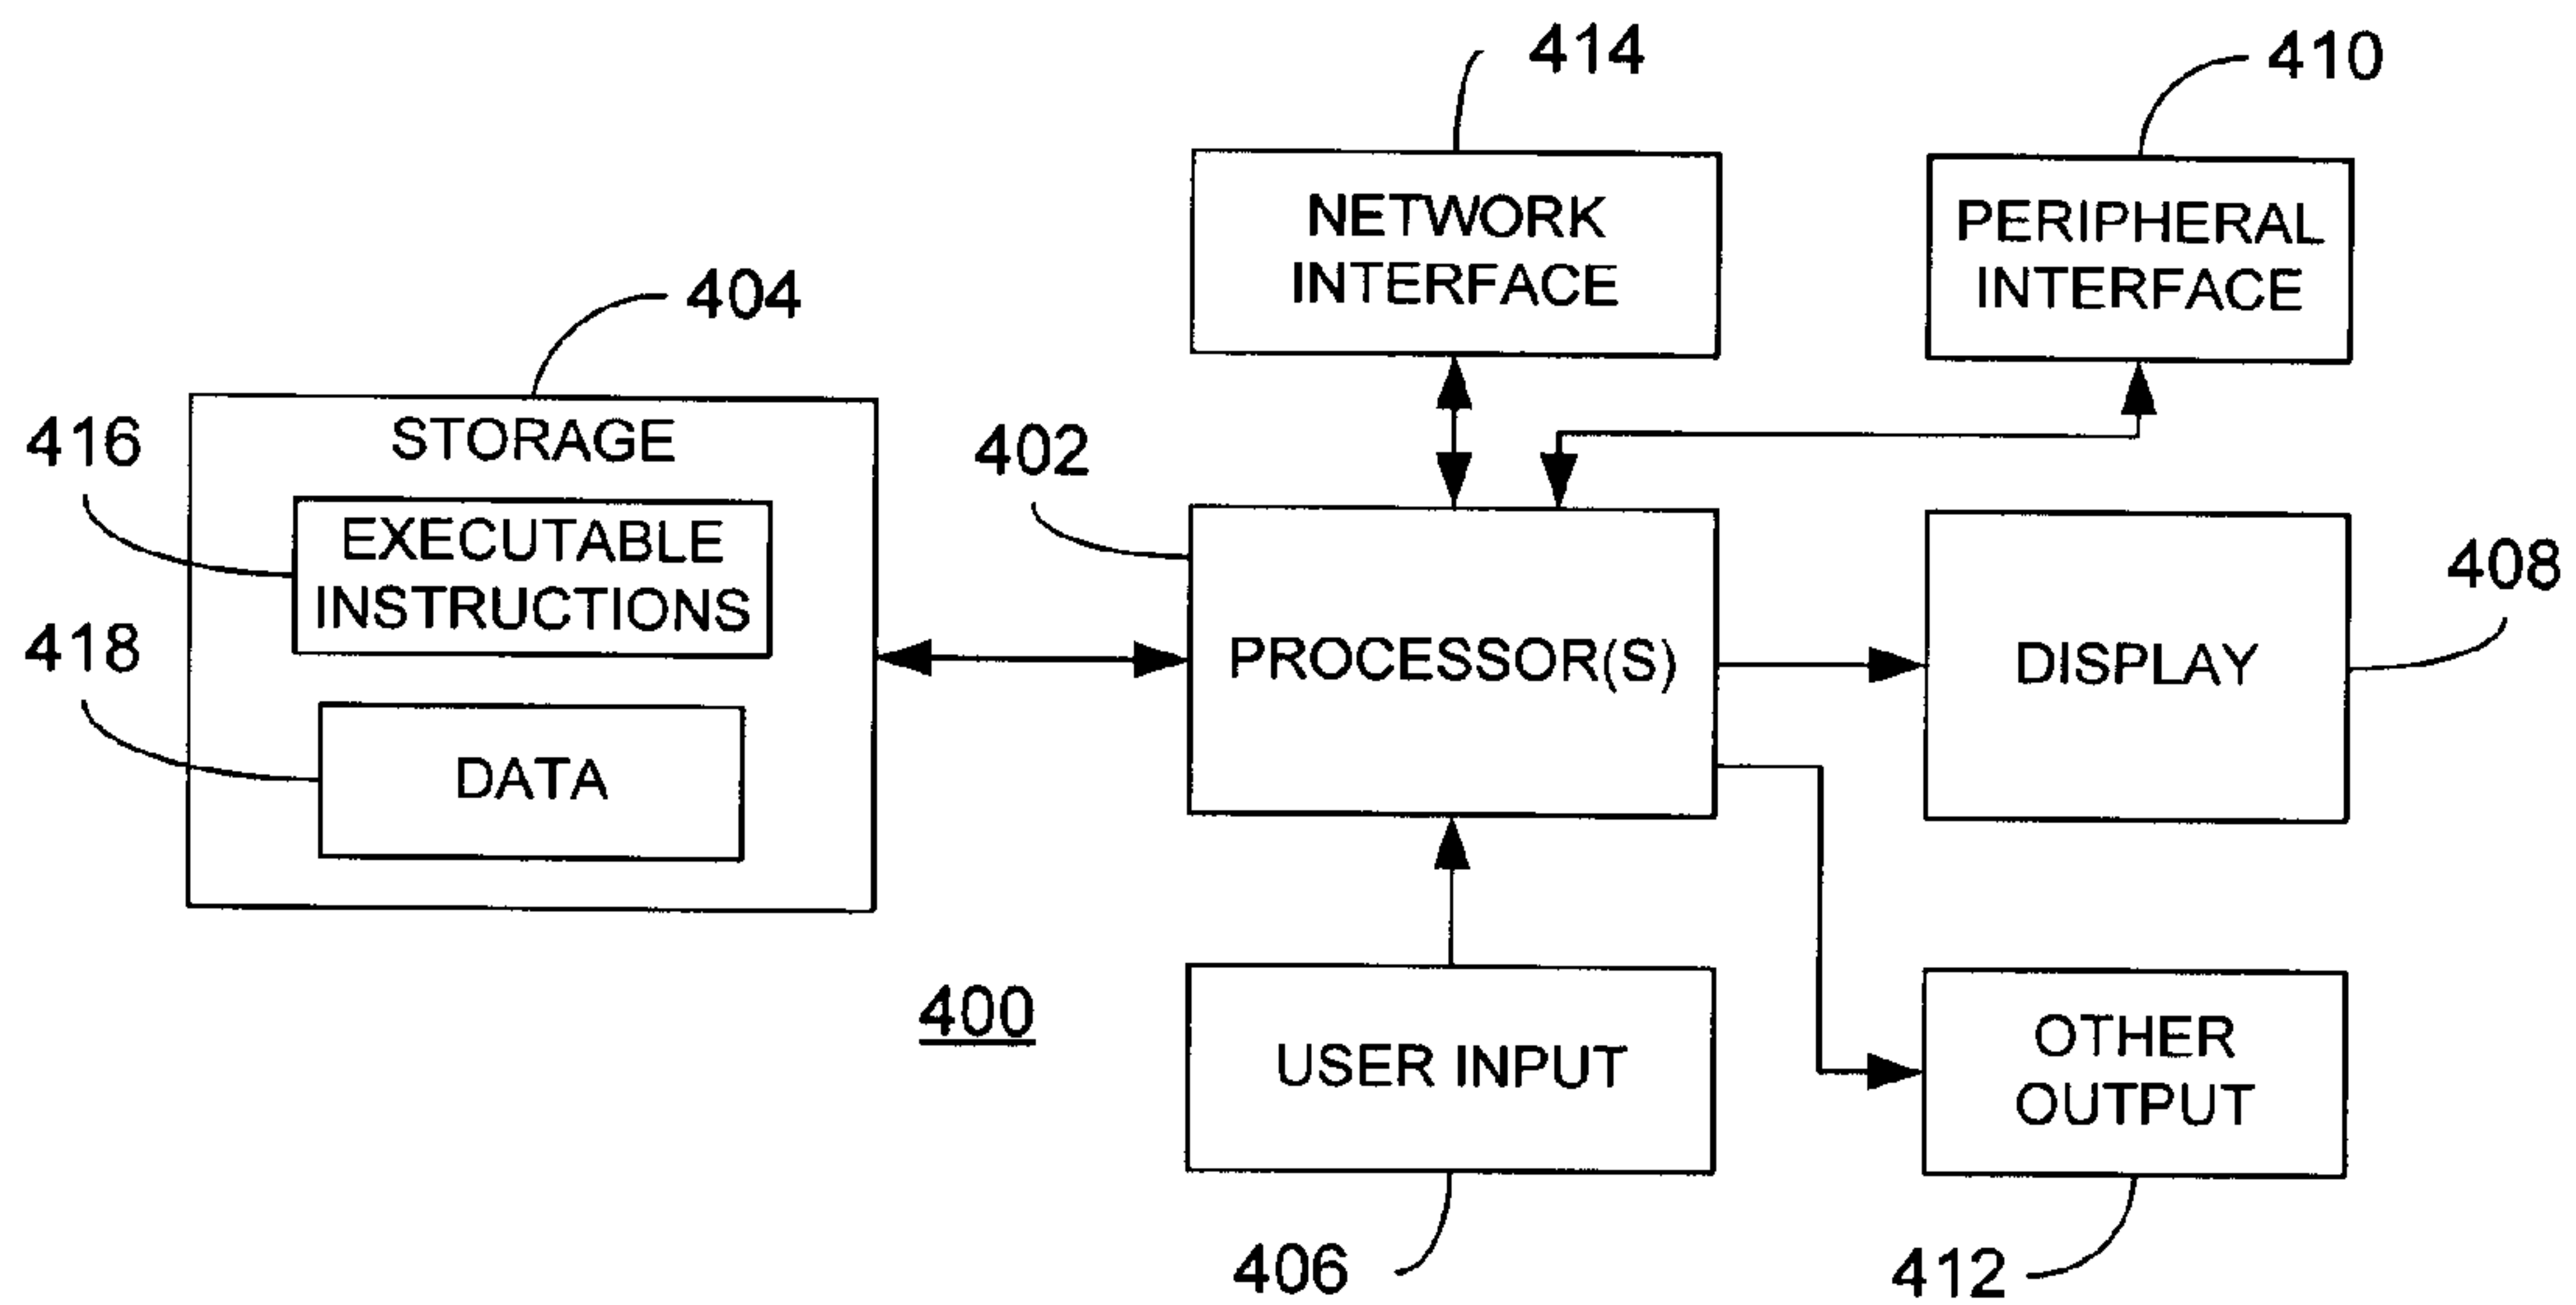 414
410
NETWORK
INTERFACE
PERIPHERAL
INTERFACE
404
STORAGE
416
402
EXECUTABLE
INSTRUCTIONS
408
418
PROCESSOR(S)
DISPLAY
DATA
400
USER INPUT
OTHER
OUTPUT
406
412